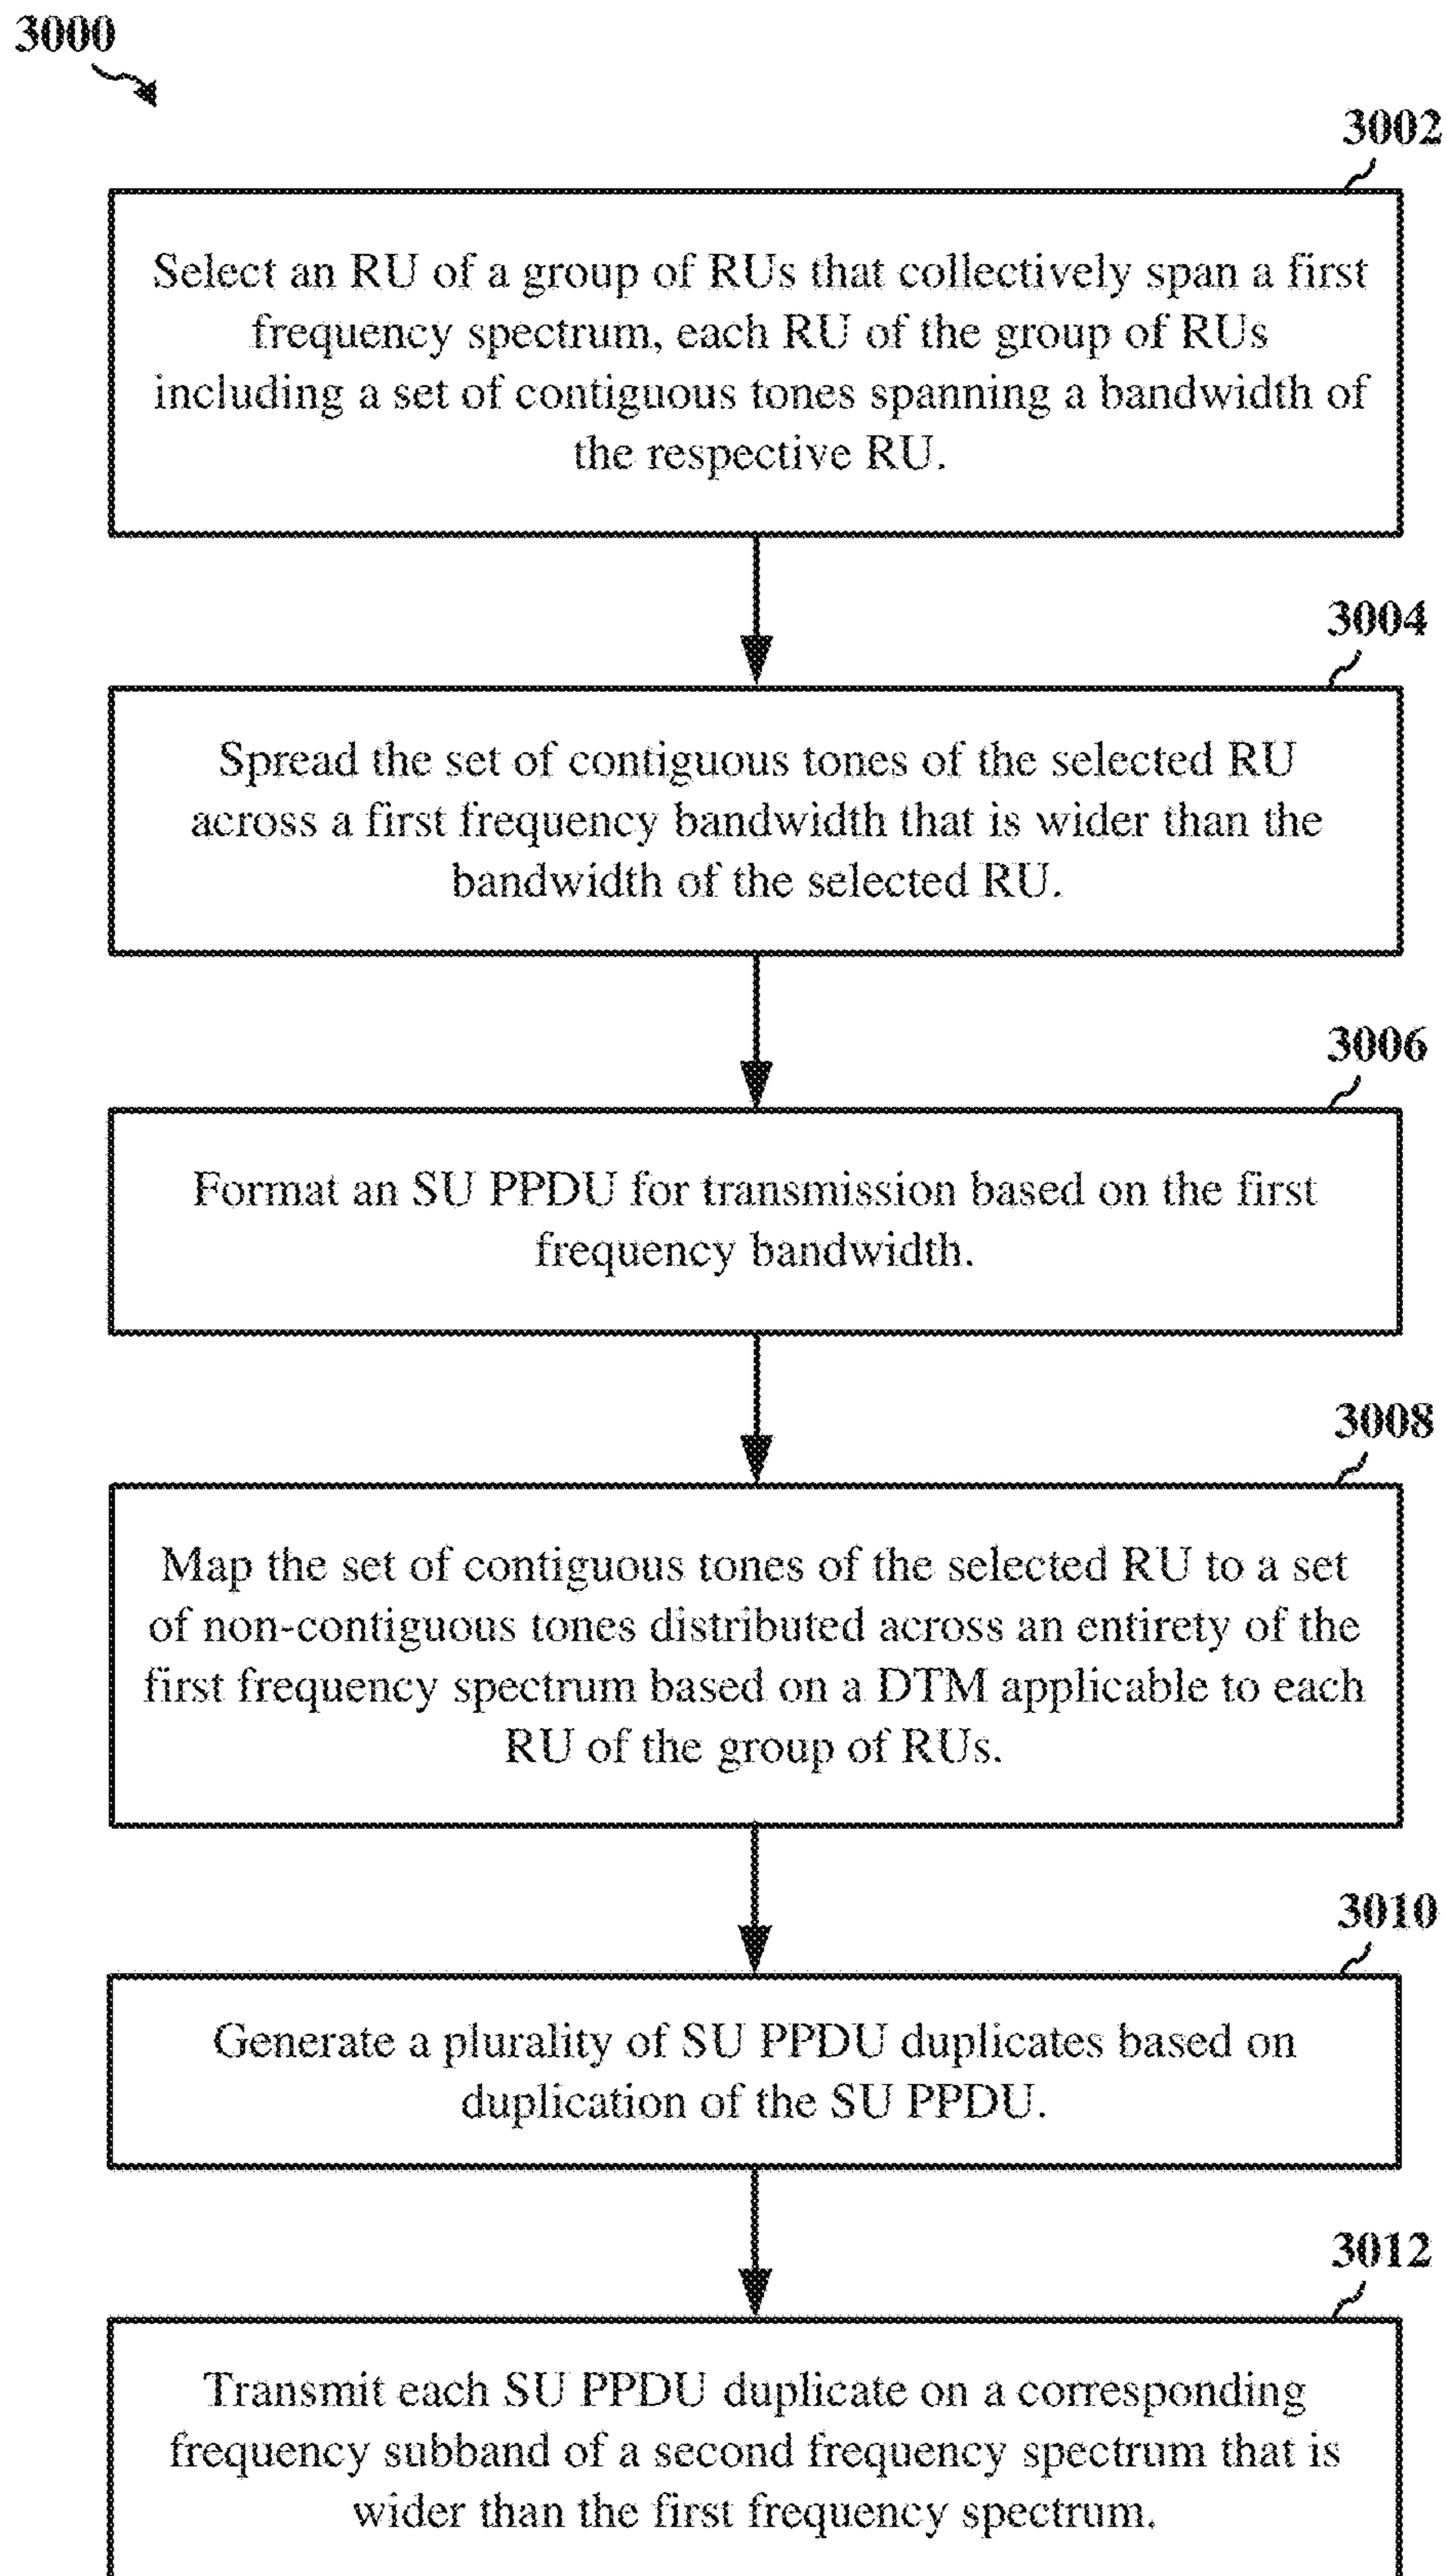 3000
3002
Select an RU of a group of RUs that collectively span a first
frequency spectrum, each RU of the group of RUs
including a set of contiguous tones spanning a bandwidth of
the respective RU.
3004
Spread the set of contiguous tones of the selected RU
across a first frequency bandwidth that is wider than the
bandwidth of the selected RU.
3006
Format an SU PPDU for transmission based on the first
frequency bandwidth.
3008
Map the set of contiguous tones of the selected RU to a set
of non-contiguous tones distributed across an entirety of the
first frequency spectrum based on a DTM applicable to each
RU of the group of RUs.
3010
Generate a plurality of SU PPDU duplicates based on
duplication of the SU PPDU.
3012
Transmit each SU PPDU duplicate on a corresponding
frequency subband of a second frequency spectrum that is
wider than the first frequency spectrum.